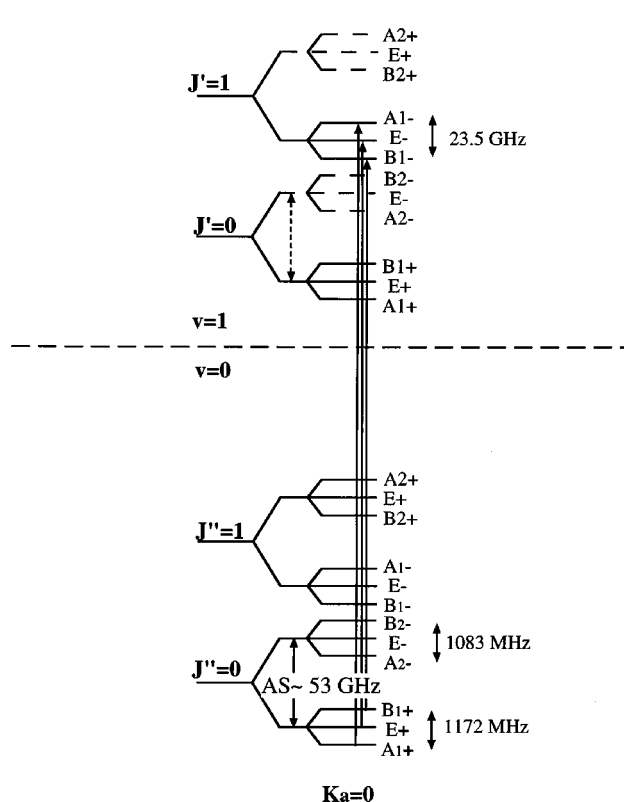 A2+
E+
B2+
J'=1
A1-
E-
B1-
23.5 GHz
B2-
E-
A2-
J'=0
B1+
E+
A1+
v=1
v=0
A2+
E+
B2+
J"=1
A1-
E-
B1-
B2-
E-
A2-
1083 MHz
J"=0
AS~ 53 GHz
B1+
E+
A1+
1172 MHz
Ka=0